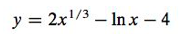 y = 2x^{1/3} – ln x – 4